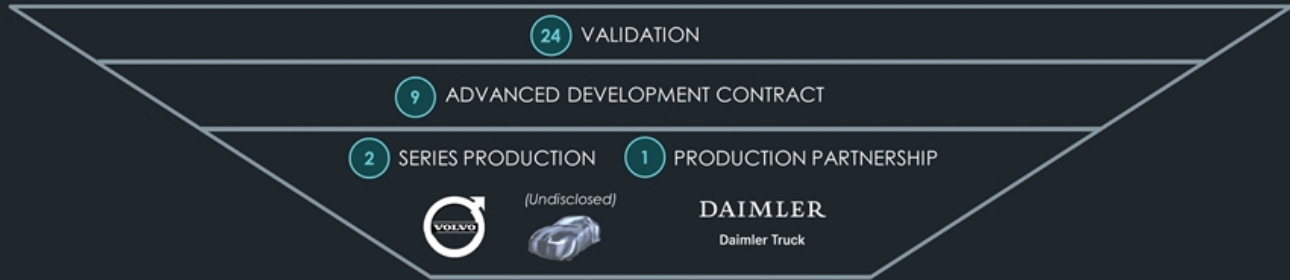 24 VALIDATION
9 ADVANCED DEVELOPMENT CONTRACT
2 SERIES PRODUCTION 1 PRODUCTION PARTNERSHIP
VOLVO
(Undisclosed)
DAIMLER
Daimler Truck